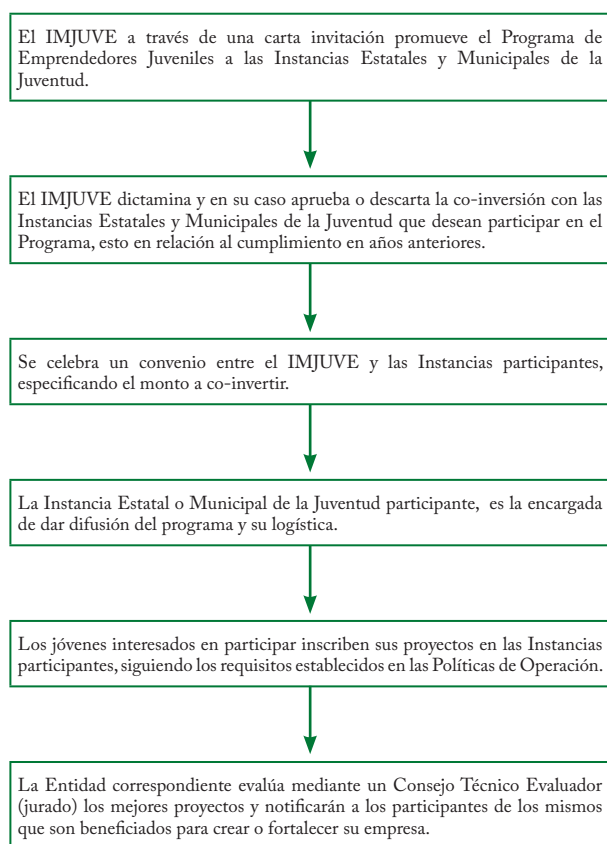 El IMJUVE a través de una carta invitación promueve el Programa de
Emprendedores Juveniles a las Instancias Estatales y Municipales de la
Juventud.
El IMJUVE dictamina y en su caso aprueba o descarta la co-inversión con las
Instancias Estatales y Municipales de la Juventud que desean participar en el
Programa, esto en relación al cumplimiento en años anteriores.
Se celebra un convenio entre el IMJUVE y las Instancias participantes,
especificando el monto a co-invertir.
La Instancia Estatal o Municipal de la Juventud participante, es la encargada
de dar difusión del programa y su logística.
Los jóvenes interesados en participar inscriben sus proyectos en las Instancias
participantes, siguiendo los requisitos establecidos en las Políticas de Operación.
La Entidad correspondiente evalúa mediante un Consejo Técnico Evaluador
(jurado) los mejores proyectos y notificarán a los participantes de los mismos
que son beneficiados para crear o fortalecer su empresa.